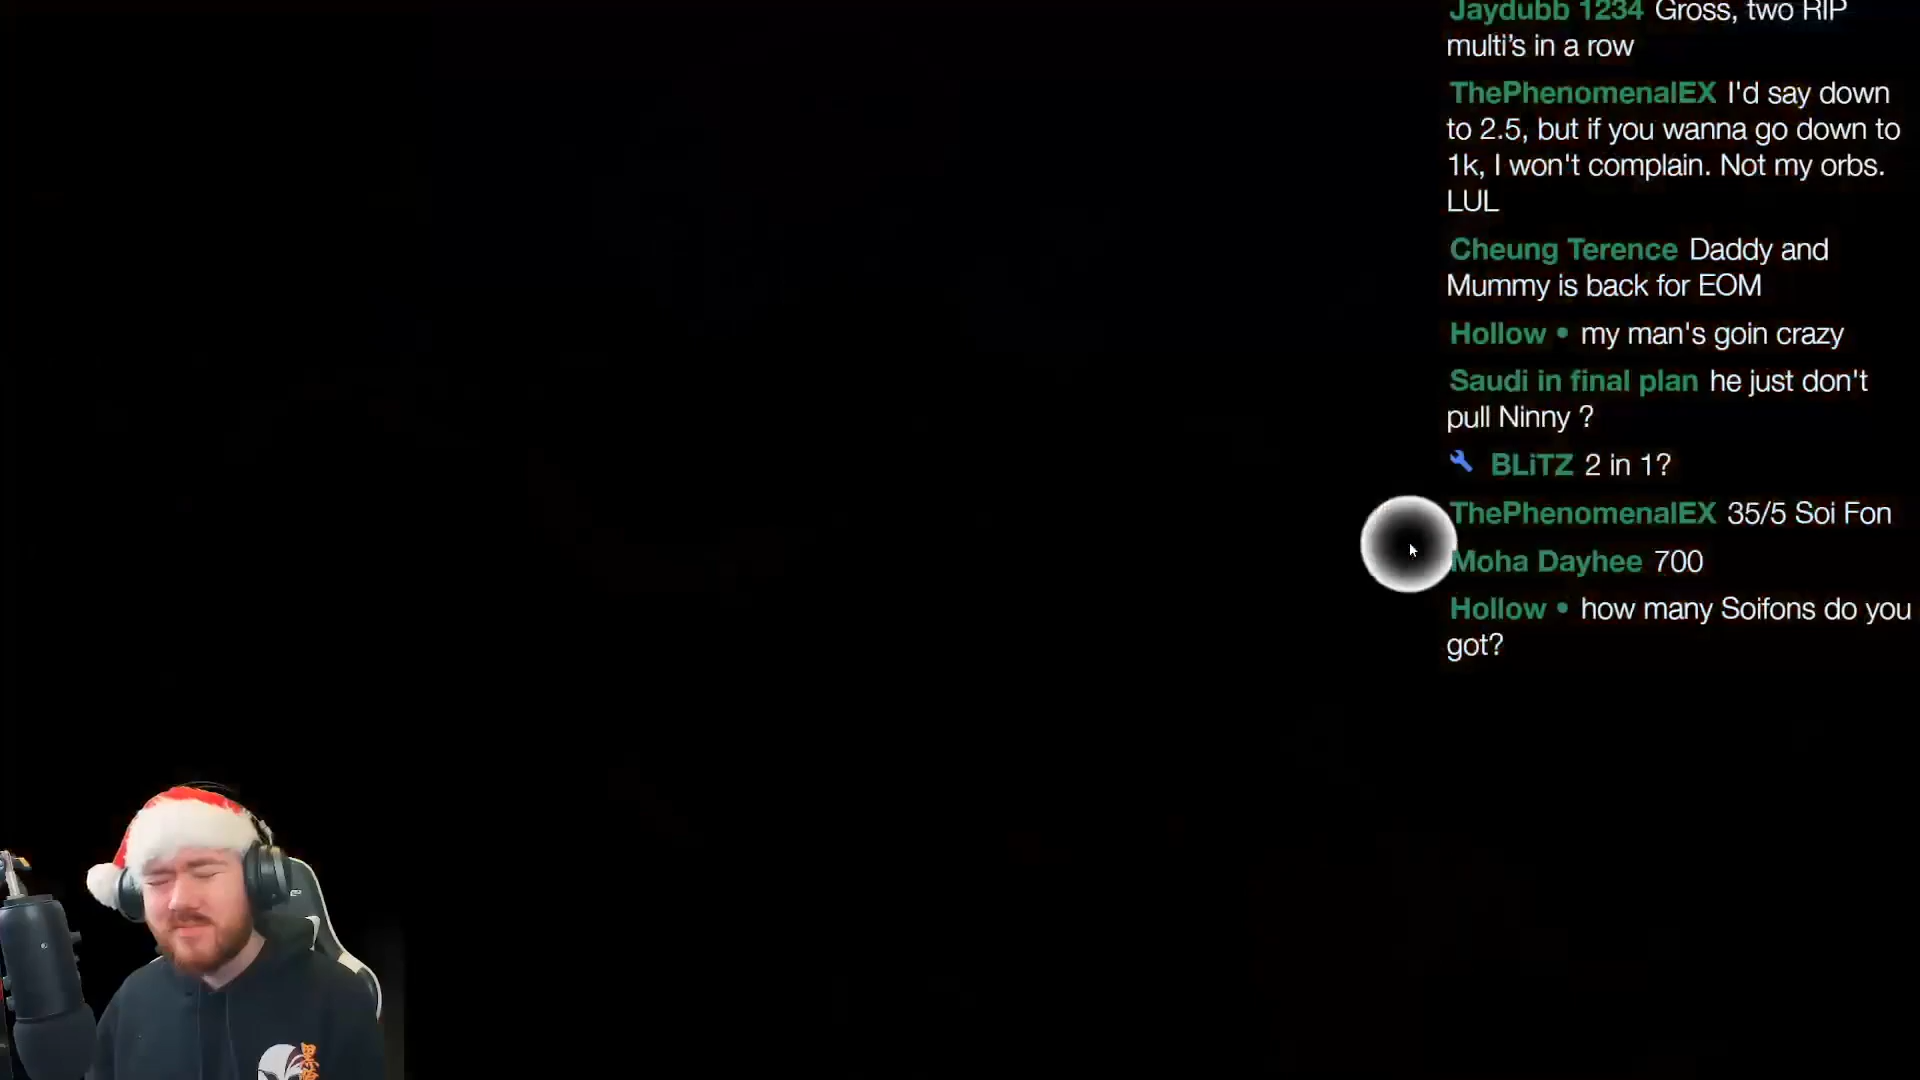 Jaydubb 1234 Gross, two RIP
multi's in a row
ThePhenomenalEX I'd say down
to 2.5, but if you wanna go down to
1k, I won't complain. Not my orbs.
LUL
Cheung Terence Daddy and
Mummy is back for EOM
Hollow • my man's goin crazy
Saudi in final plan he just don't
pull Ninny ?
BLiTZ 2 in 1?
ThePhenomenalEX 35/5 Soi Fon
Moha Dayhee 700
Hollow • how many Soifons do you
got?